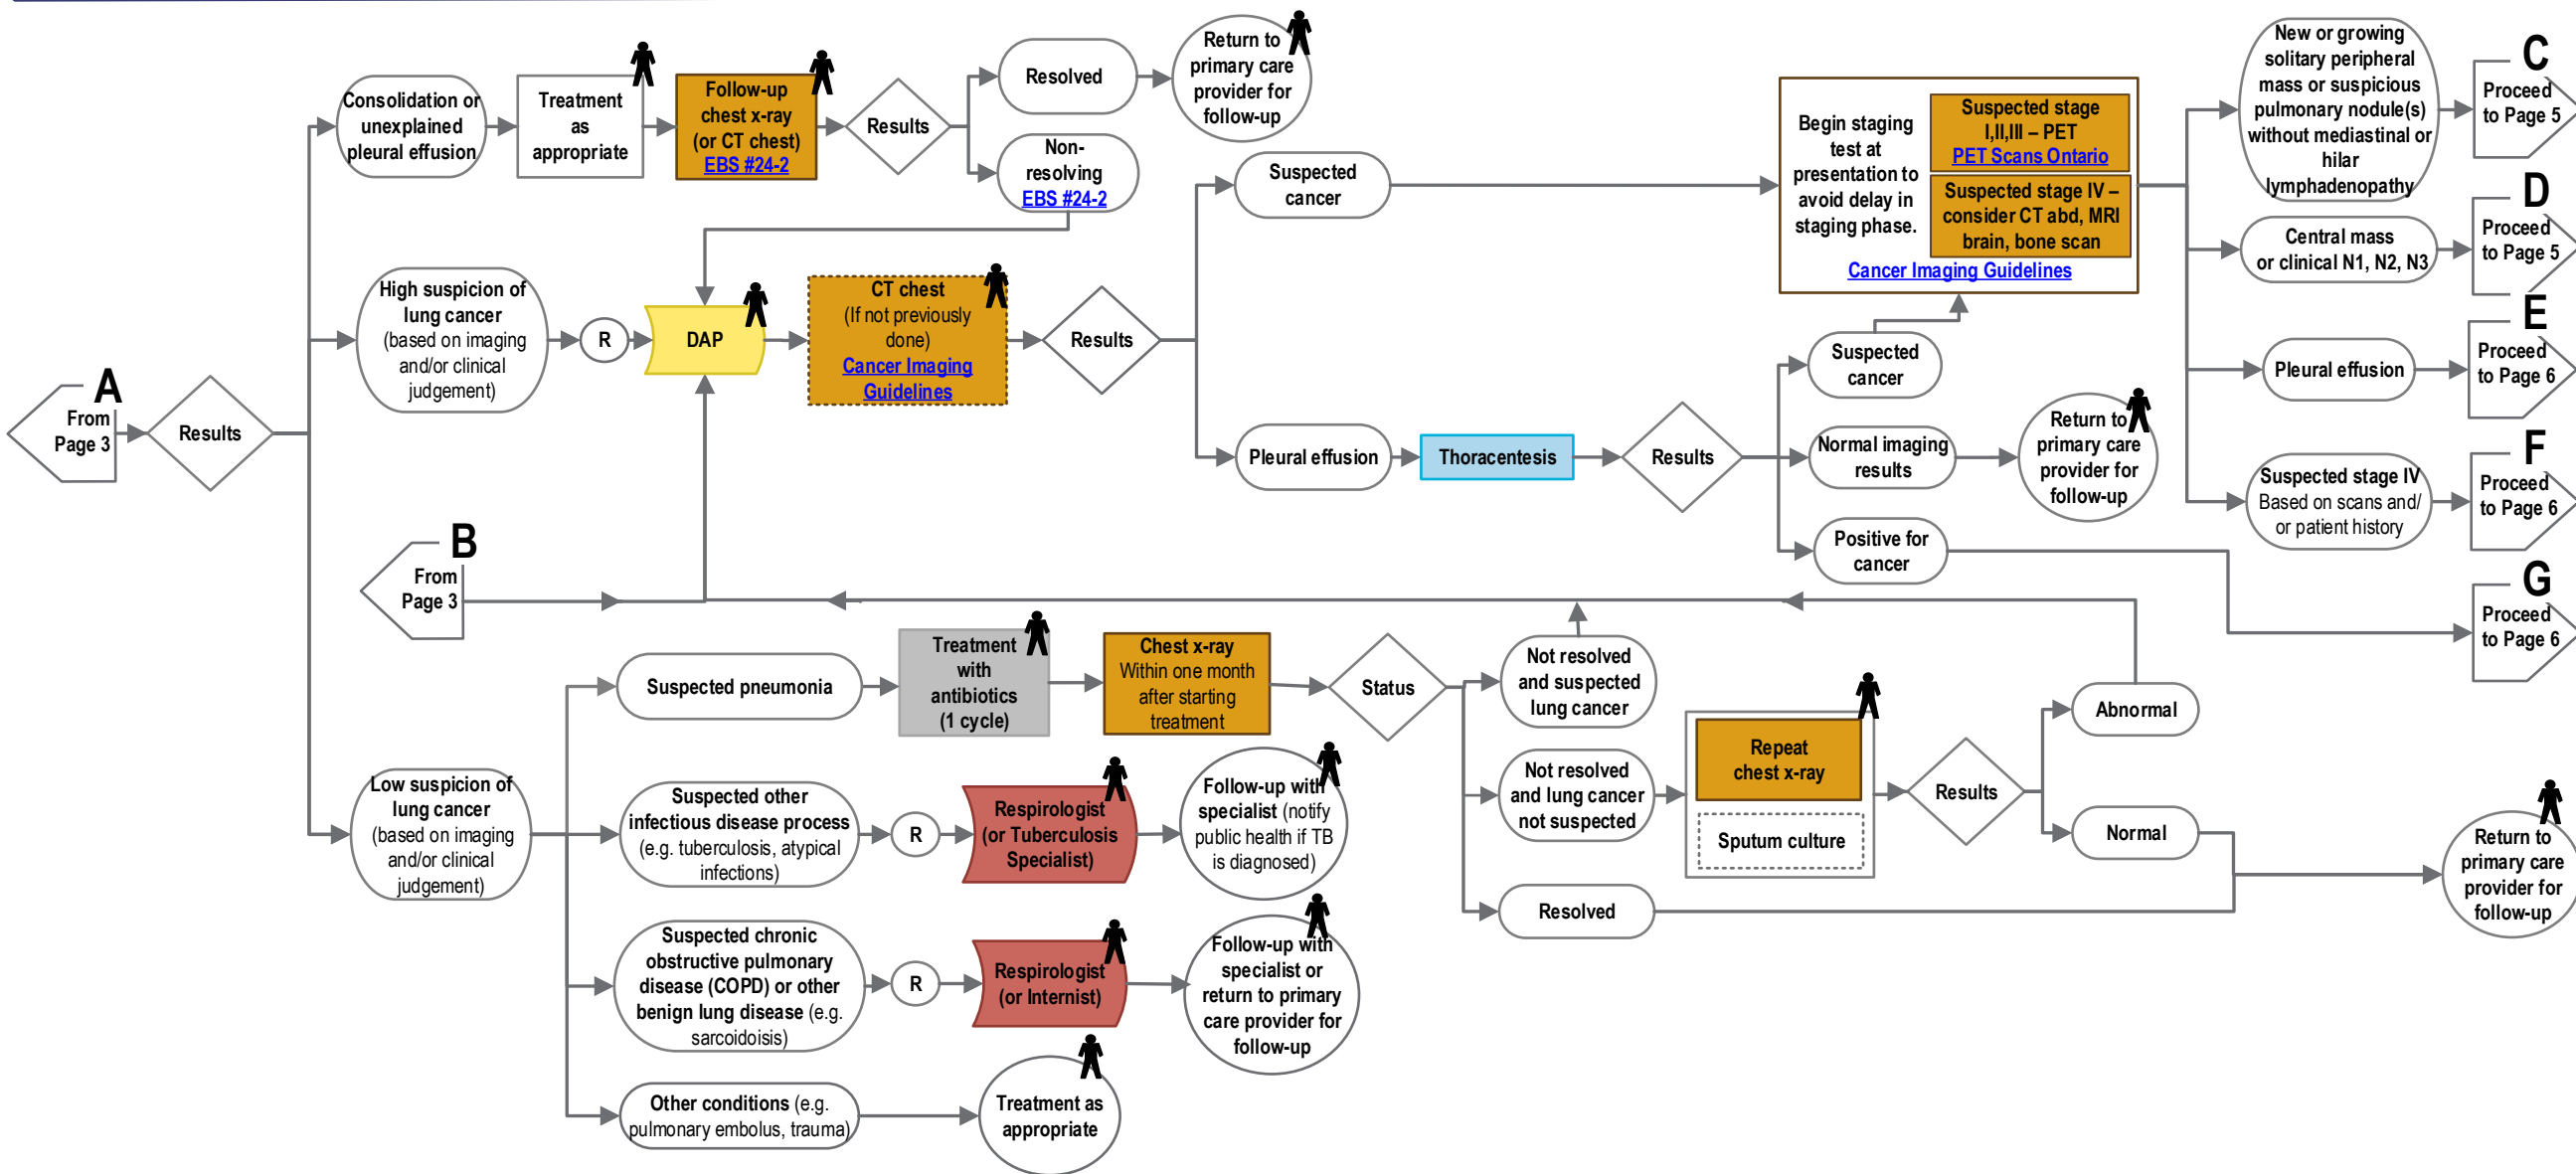 A
From
Page 3
Results
Consolidation or
unexplained
pleural effusion
Treatment
as
appropriate
Follow-up
chest x-ray
(or CT chest)
EBS #24-2
Results
Resolved
Return to
primary care
provider for
follow-up
Non-
resolving
EBS #24-2
High suspicion of
lung cancer
(based on imaging
and/or clinical
judgement)
R
DAP
CT chest
(If not previously
done)
Cancer Imaging
Guidelines
Results
Suspected
cancer
Begin staging
test at
presentation to
avoid delay in
staging phase.
Suspected stage
I,II,III – PET
PET Scans Ontario
Suspected stage IV –
consider CT abd, MRI
brain, bone scan
Cancer Imaging Guidelines
New or growing
solitary peripheral
mass or suspicious
pulmonary nodule(s)
without mediastinal or
hilar
lymphadenopathy
C
Proceed
to Page 5
Central mass
or clinical N1, N2, N3
D
Proceed
to Page 5
Pleural effusion
E
Proceed
to Page 6
Suspected stage IV
Based on scans and/
or patient history
F
Proceed
to Page 6
Pleural effusion
Thoracentesis
Results
Suspected
cancer
Normal imaging
results
Return to
primary care
provider for
follow-up
Positive for
cancer
G
Proceed
to Page 6
B
From
Page 3
Low suspicion of
lung cancer
(based on imaging
and/or clinical
judgement)
Suspected pneumonia
Treatment
with
antibiotics
(1 cycle)
Chest x-ray
Within one month
after starting
treatment
Status
Not resolved
and suspected
lung cancer
Not resolved
and lung cancer
not suspected
Repeat
chest x-ray
Sputum culture
Results
Abnormal
Normal
Resolved
Return to
primary care
provider for
follow-up
Suspected other
infectious disease process
(e.g. tuberculosis, atypical
infections)
R
Respirologist
(or Tuberculosis
Specialist)
Follow-up with
specialist (notify
public health if TB
is diagnosed)
Suspected chronic
obstructive pulmonary
disease (COPD) or other
benign lung disease (e.g.
sarcoidoisis)
R
Respirologist
(or Internist)
Follow-up with
specialist or
return to primary
care provider for
follow-up
Other conditions (e.g.
pulmonary embolus, trauma)
Treatment as
appropriate